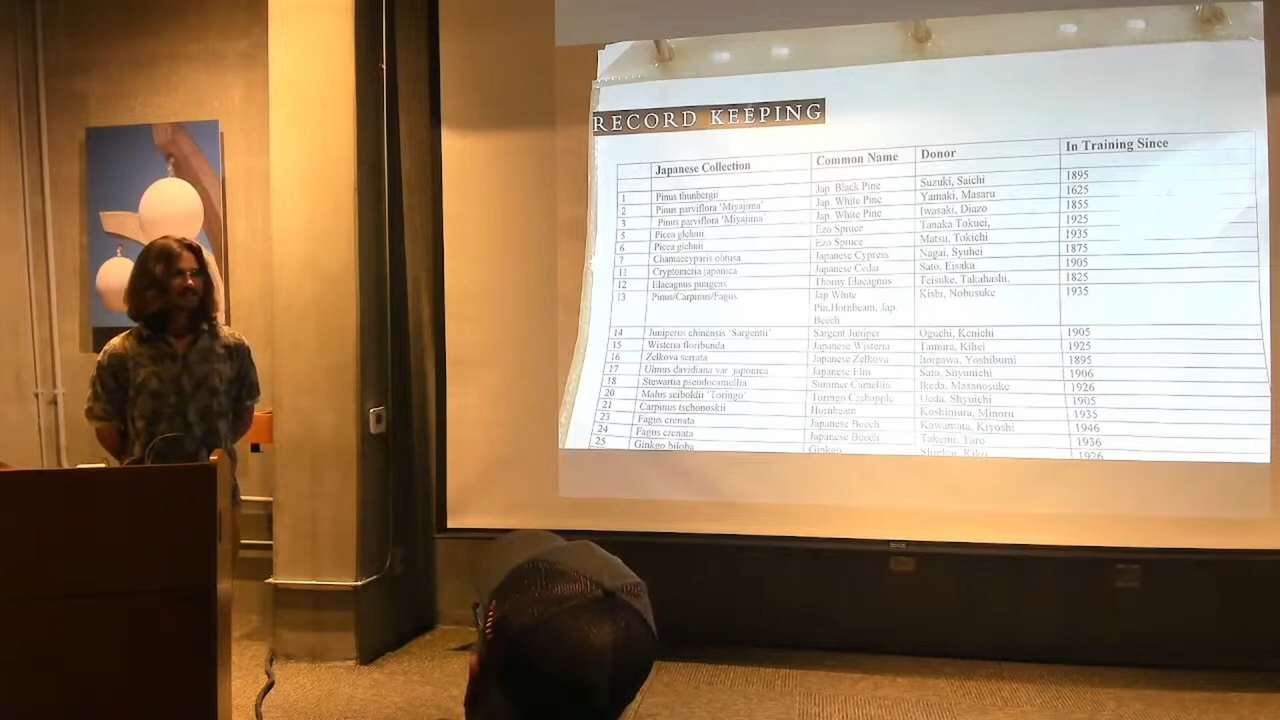 RECORD KEEPING
Japanese Collection Common Name Donor In Training Since
1 Pinus thunbergii Jap. Black Pine Suzuki, Saichi 1895
2 Pinus parviflora 'Miyajima' Jap. White Pine Yamaki, Masaru 1625
3 Pinus parviflora 'Miyajima' Jap. White Pine Iwasaki, Diazo 1855
5 Picea glehnii Ezo Spruce Tanaka Tokuei, 1925
6 Picea glehnii Ezo Spruce Matsu, Tokichi 1935
7 Chamaecyparis obtusa Japanese Cypress Nagai, Syuhei 1875
11 Cryptomeria japonica Japanese Cedar Sato, Eisaka 1905
12 Elaeagnus pungens Thorny Elaeagnus Teisuke, Takahashi, 1825
13 Pinus/Carpinus/Fagus Jap White Kishi, Nobusuke 1935
Pin,Hornbeam, Jap.
Beech
14 Juniperus chinensis 'Sargentii' Sargent Juniper Oguchi, Kenichi 1905
15 Wisteria floribunda Japanese Wisteria Tamura, Kihei 1925
16 Zelkova serrata Japanese Zelkova Itoigawa, Yoshibumi 1895
17 Ulmus davidiana var japonica Japanese Elm Sato, Shyunichi 1906
18 Stewartia pseudocamellia Summer Camellia Ikeda, Masanosuke 1926
20 Malus seiboldii 'Toringo' Toringo Crabapple Ueda, Shyuichi 1905
21 Carpinus tschonoskii Hornbeam Koshimura, Minoru 1935
23 Fagus crenata Japanese Beech Kawamata, Kiyoshi 1946
24 Fagus crenata Japanese Beech Takemi, Taro 1936
25 Ginkgo biloba Ginkgo 1926